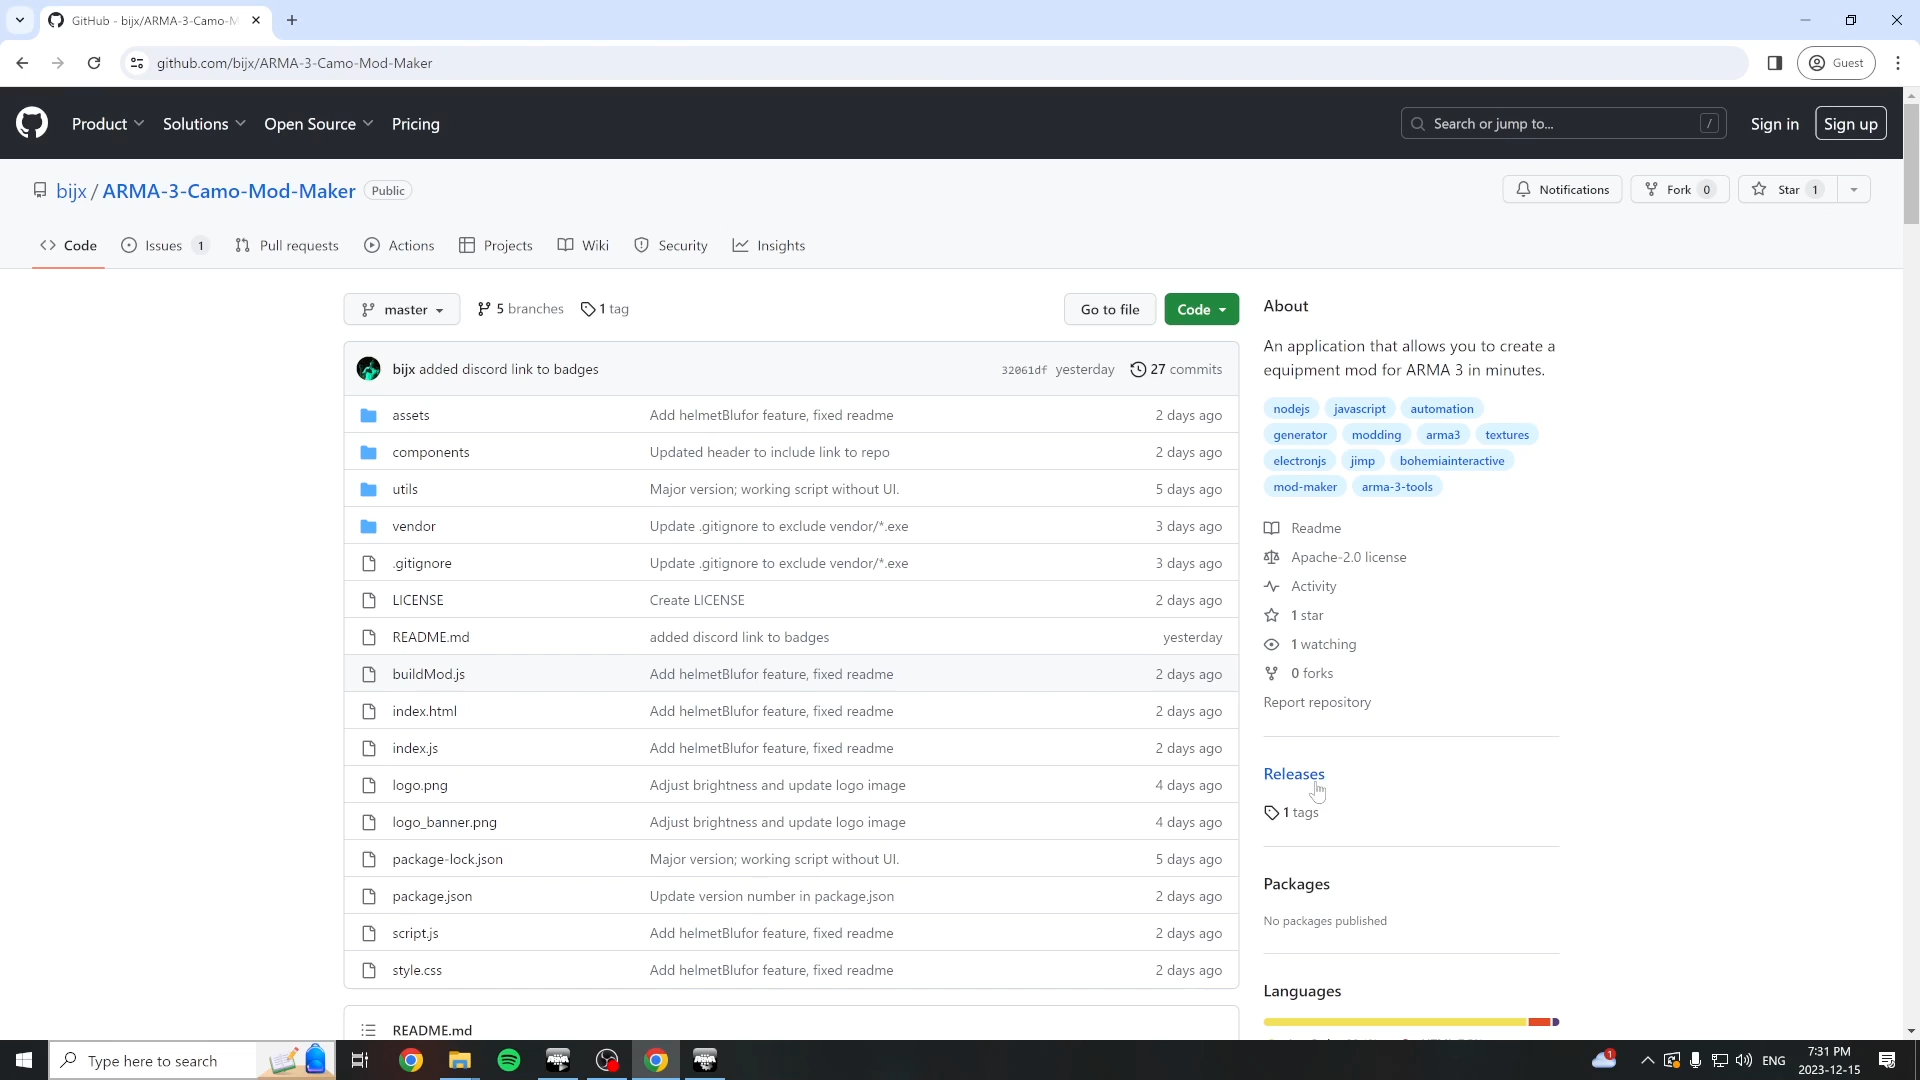 GitHub - bijx/ARMA-3-Camo-M
github.com/bijx/ARMA-3-Camo-Mod-Maker
Guest
Product
Solutions
Open Source
Pricing
Search or jump to...
/
Sign in
Sign up
bijx / ARMA-3-Camo-Mod-Maker
Public
Notifications
Fork 0
Star 1
Code
Issues 1
Pull requests
Actions
Projects
Wiki
Security
Insights
master
5 branches
1 tag
Go to file
Code
bijx added discord link to badges
32061df yesterday
27 commits
assets
Add helmetBlufor feature, fixed readme
2 days ago
components
Updated header to include link to repo
2 days ago
utils
Major version; working script without UI.
5 days ago
vendor
Update .gitignore to exclude vendor/*.exe
3 days ago
.gitignore
Update .gitignore to exclude vendor/*.exe
3 days ago
LICENSE
Create LICENSE
2 days ago
README.md
added discord link to badges
yesterday
buildMod.js
Add helmetBlufor feature, fixed readme
2 days ago
index.html
Add helmetBlufor feature, fixed readme
2 days ago
index.js
Add helmetBlufor feature, fixed readme
2 days ago
logo.png
Adjust brightness and update logo image
4 days ago
logo_banner.png
Adjust brightness and update logo image
4 days ago
package-lock.json
Major version; working script without UI.
5 days ago
package.json
Update version number in package.json
2 days ago
script.js
Add helmetBlufor feature, fixed readme
2 days ago
style.css
Add helmetBlufor feature, fixed readme
2 days ago
README.md
About
An application that allows you to create a
equipment mod for ARMA 3 in minutes.
nodejs javascript automation
generator modding arma3 textures
electronjs jimp bohemiainteractive
mod-maker arma-3-tools
Readme
Apache-2.0 license
Activity
1 star
1 watching
0 forks
Report repository
Releases
1 tags
Packages
No packages published
Languages
Type here to search
1
ENG
7:31 PM
2023-12-15